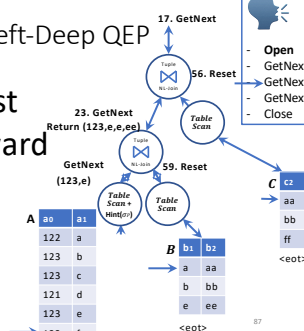 17. GetNext
eft-Deep QEP
Open
GetNex
GetNex
GetNex
Close
Tuple
NL-Join
56. Reset
st
ard
23. GetNext
Return (123,e,e,ee)
Table
Scan
Tuple
NL-Join
GetNext
(123,e)
59. Reset
Table
Scan +
Hint(σP)
Table
Scan
C c2
aa
bb
ff
<eot>
A a0 a1
122 a
123 b
123 c
121 d
123 e
B b1 b2
a aa
b bb
e ee
<eot>
87